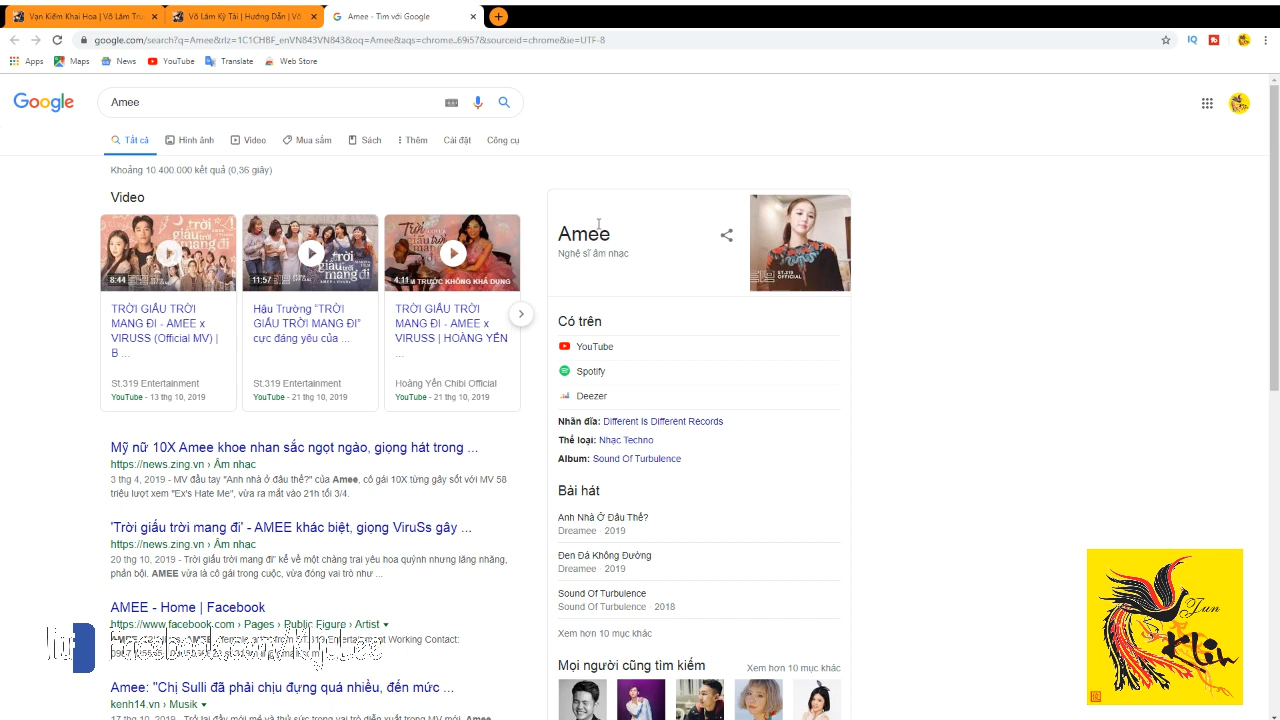 Vạn Kiếm Khai Hoa | Võ Lâm Tru
Võ Lâm Kỳ Tài | Hướng Dẫn | Võ
Amee - Tìm với Google
google.com/search?q=Amee&rlz=1C1CHBF_enVN843VN843&oq=Amee&aqs=chrome..69i57&sourceid=chrome&ie=UTF-8
Apps Maps News YouTube Translate Web Store
Google
Amee
Tất cả Hình ảnh Video Mua sắm Sách Thêm Cài đặt Công cụ
Khoảng 10.400.000 kết quả (0,36 giây)
Video
8:44
TRỜI GIẤU TRỜI
MANG ĐI - AMEE x
VIRUSS (Official MV) |
B ...
St.319 Entertainment
YouTube - 13 thg 10, 2019
11:57
Hậu Trường “TRỜI
GIẤU TRỜI MANG ĐI”
cực đáng yêu của ...
St.319 Entertainment
YouTube - 21 thg 10, 2019
4:11
TRỜI GIẤU TRỜI
MANG ĐI - AMEE x
VIRUSS | HOÀNG YẾN
...
Hoàng Yến Chibi Official
YouTube - 21 thg 10, 2019
Mỹ nữ 10X Amee khoe nhan sắc ngọt ngào, giọng hát trong ...
https://news.zing.vn › Âm nhạc
3 thg 4, 2019 - MV đầu tay "Anh nhà ở đâu thế?" của Amee, cô gái 10X từng gây sốt với MV 58
triệu lượt xem "Ex's Hate Me", vừa ra mắt vào 21h tối 3/4.
'Trời giấu trời mang đi' - AMEE khác biệt, giọng ViruSs gây ...
https://news.zing.vn › Âm nhạc
20 thg 10, 2019 - Trời giấu trời mang đi' kể về một chàng trai yêu hoa quỳnh nhưng lăng nhăng,
phản bội. AMEE vừa là cô gái trong cuộc, vừa đóng vai trò như ...
AMEE - Home | Facebook
https://www.facebook.com › Pages › Public Figure › Artist
Amee: "Chị Sulli đã phải chịu đựng quá nhiều, đến mức ...
kenh14.vn › Musik
Amee
Nghệ sĩ âm nhạc
ST.319
OFFICIAL
Có trên
YouTube
Spotify
Deezer
Nhãn đĩa: Different Is Different Records
Thể loại: Nhạc Techno
Album: Sound Of Turbulence
Bài hát
Anh Nhà Ở Đâu Thế?
Dreamee · 2019
Đen Đá Không Đường
Dreamee · 2019
Sound Of Turbulence
Sound Of Turbulence · 2018
Xem hơn 10 mục khác
Mọi người cũng tìm kiếm
Xem hơn 10 mục khác
Jun
Klih